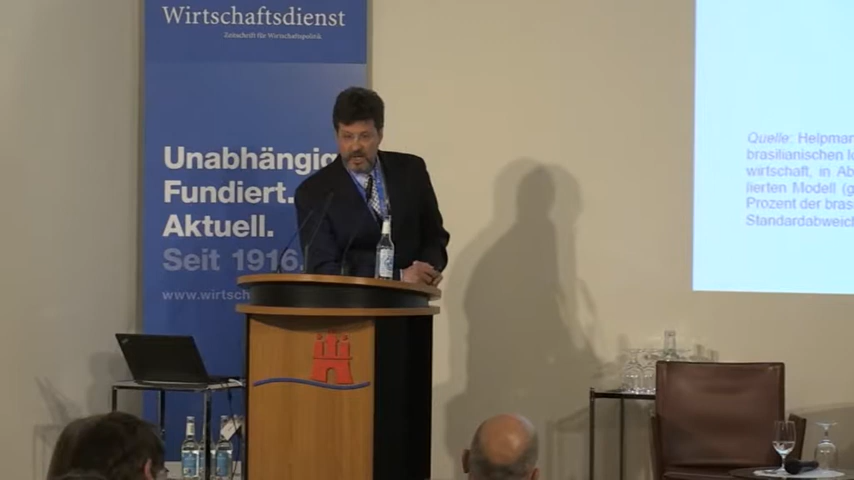 Wirtschaftsdienst
Zeitschrift für Wirtschaftspolitik
Unabhängig.
Fundiert.
Aktuell.
Seit 1916.
www.wirtsch
Quelle: Helpman
brasilianischen
wirtschaft, in Ab
lierten Modell (g
Prozent der bras
Standardabweich